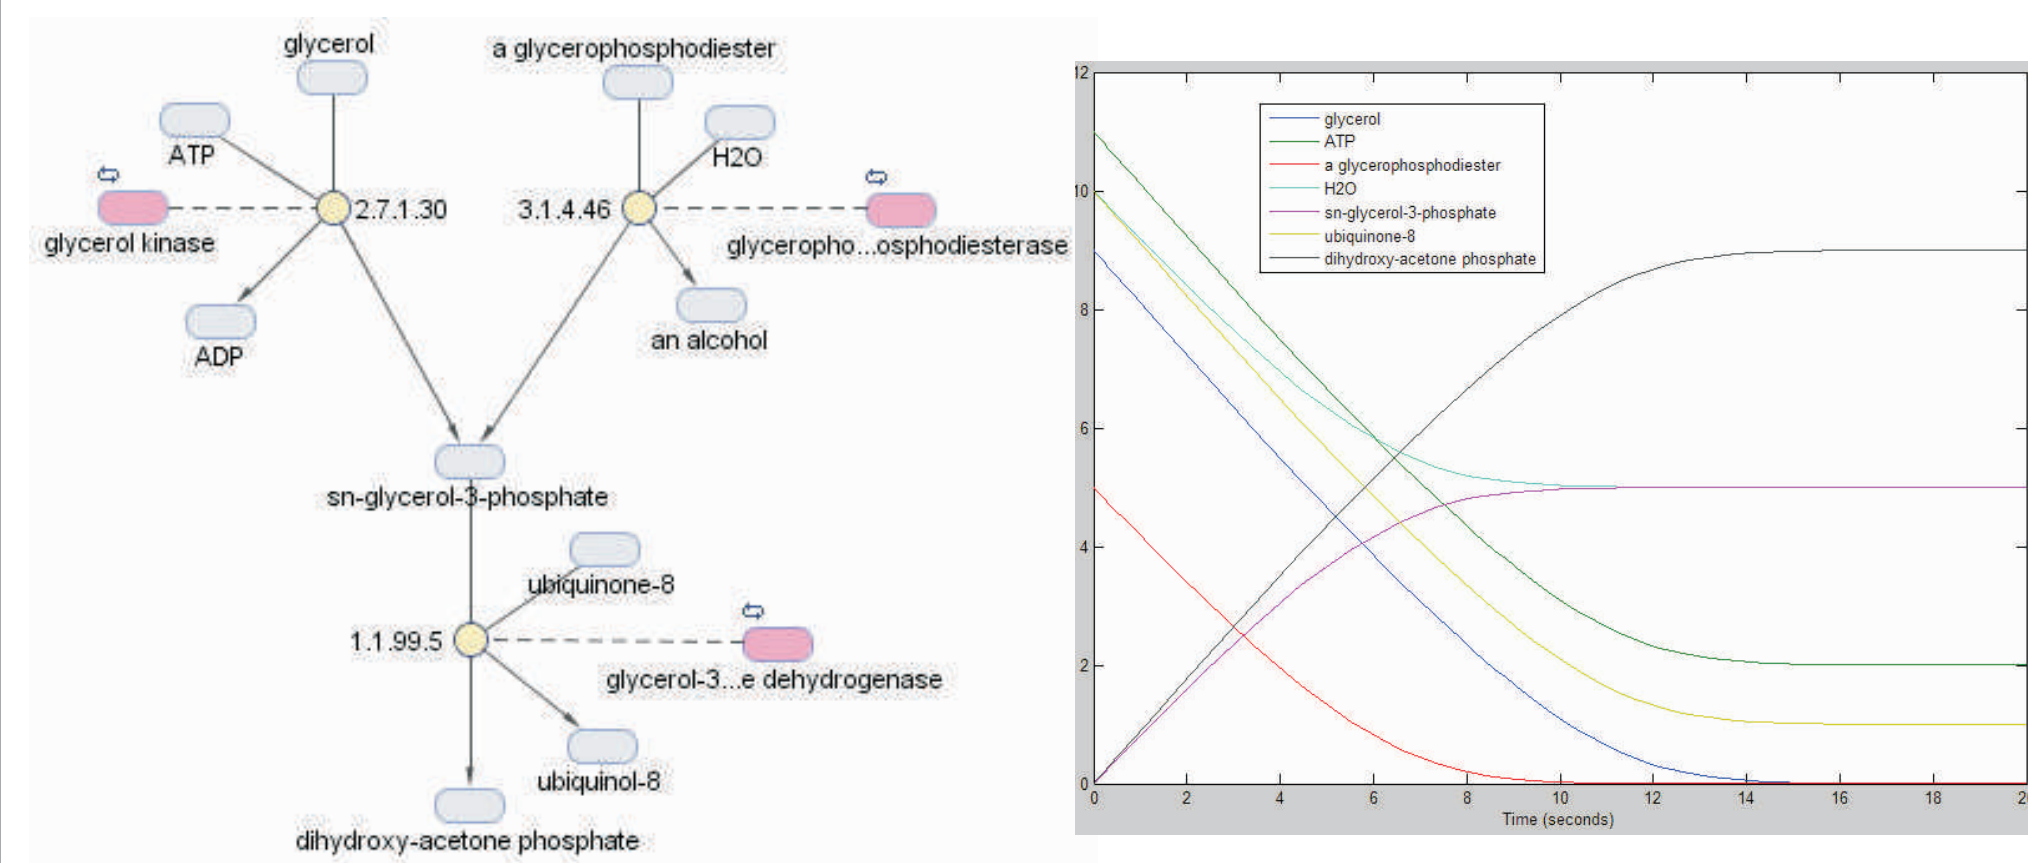 glycerol
a glycerophosphodiester
ATP
H2O
2.7.1.30
3.1.4.46
glycerol kinase
glyceropho...osphodiesterase
ADP
an alcohol
sn-glycerol-3-phosphate
ubiquinone-8
1.1.99.5
glycerol-3...e dehydrogenase
ubiquinol-8
dihydroxy-acetone phosphate
12
10
8
6
4
2
0
glycerol
ATP
a glycerophosphodiester
H2O
sn-glycerol-3-phosphate
ubiquinone-8
dihydroxy-acetone phosphate
0 2 4 6 8 10 12 14 16 18 2
Time (seconds)